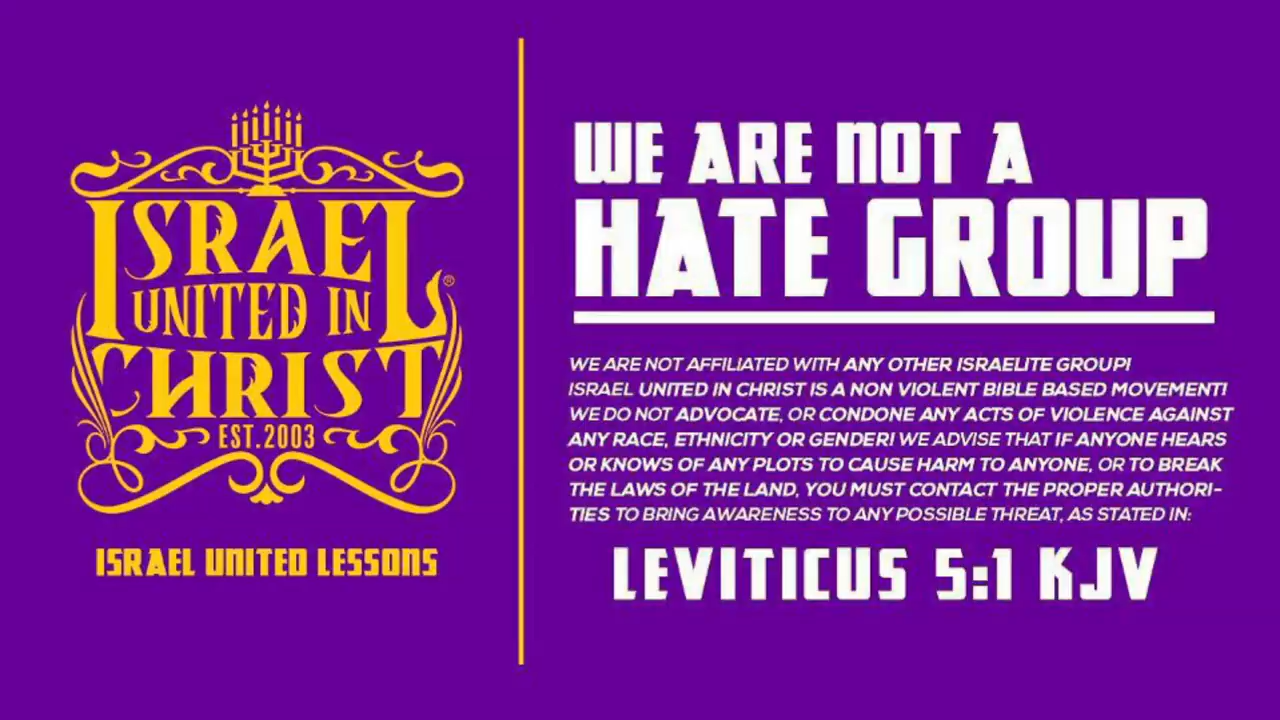 ISRAEL
UNITED IN
CHRIST
EST.2003
ISRAEL UNITED LESSONS
WE ARE NOT A
HATE GROUP
WE ARE NOT AFFILIATED WITH ANY OTHER ISRAELITE GROUP!
ISRAEL UNITED IN CHRIST IS A NON VIOLENT BIBLE BASED MOVEMENT!
WE DO NOT ADVOCATE, OR CONDONE ANY ACTS OF VIOLENCE AGAINST
ANY RACE, ETHNICITY OR GENDER! WE ADVISE THAT IF ANYONE HEARS
OR KNOWS OF ANY PLOTS TO CAUSE HARM TO ANYONE, OR TO BREAK
THE LAWS OF THE LAND, YOU MUST CONTACT THE PROPER AUTHORI-
TIES TO BRING AWARENESS TO ANY POSSIBLE THREAT, AS STATED IN:
LEVITICUS 5:1 KJV